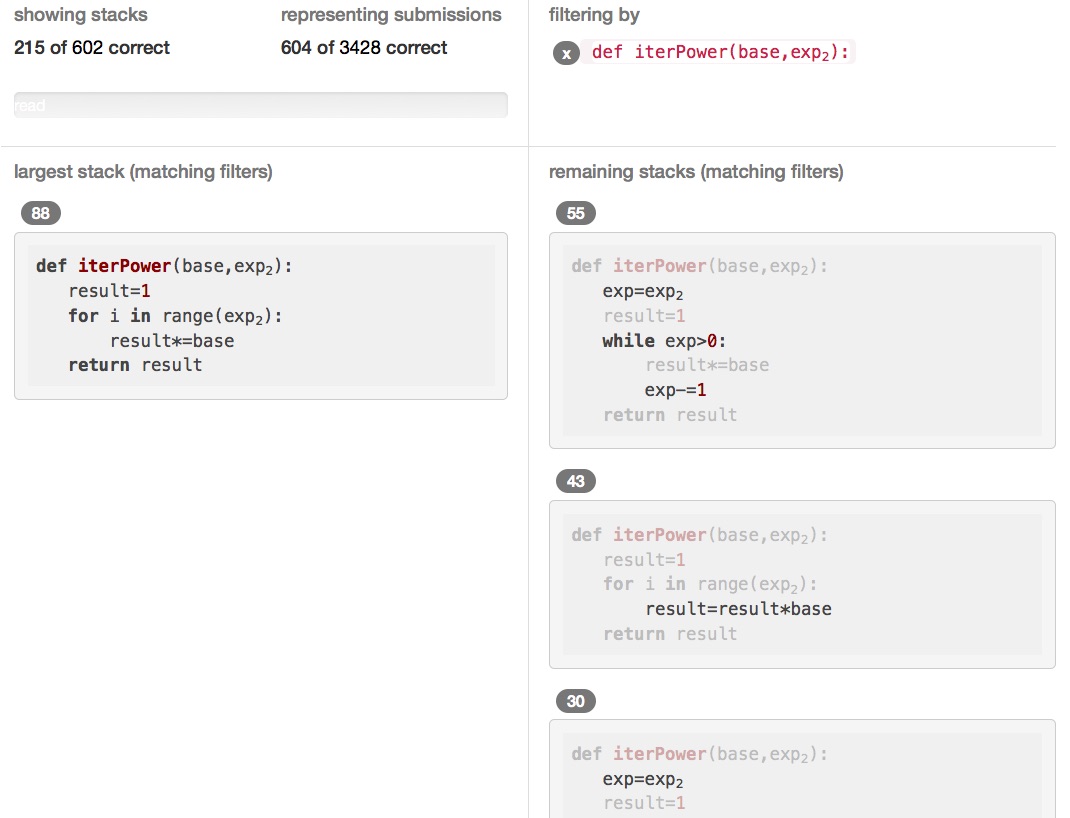 showing stacks
215 of 602 correct
representing submissions
604 of 3428 correct
read
filtering by
x def iterPower(base,exp₂):
largest stack (matching filters)
88
def iterPower(base,exp₂):
result=1
for i in range(exp₂):
result*=base
return result
remaining stacks (matching filters)
55
def iterPower(base,exp₂):
exp=exp₂
result=1
while exp>0:
result*=base
exp−=1
return result
43
def iterPower(base,exp₂):
result=1
for i in range(exp₂):
result=result*base
return result
30
def iterPower(base,exp₂):
exp=exp₂
result=1